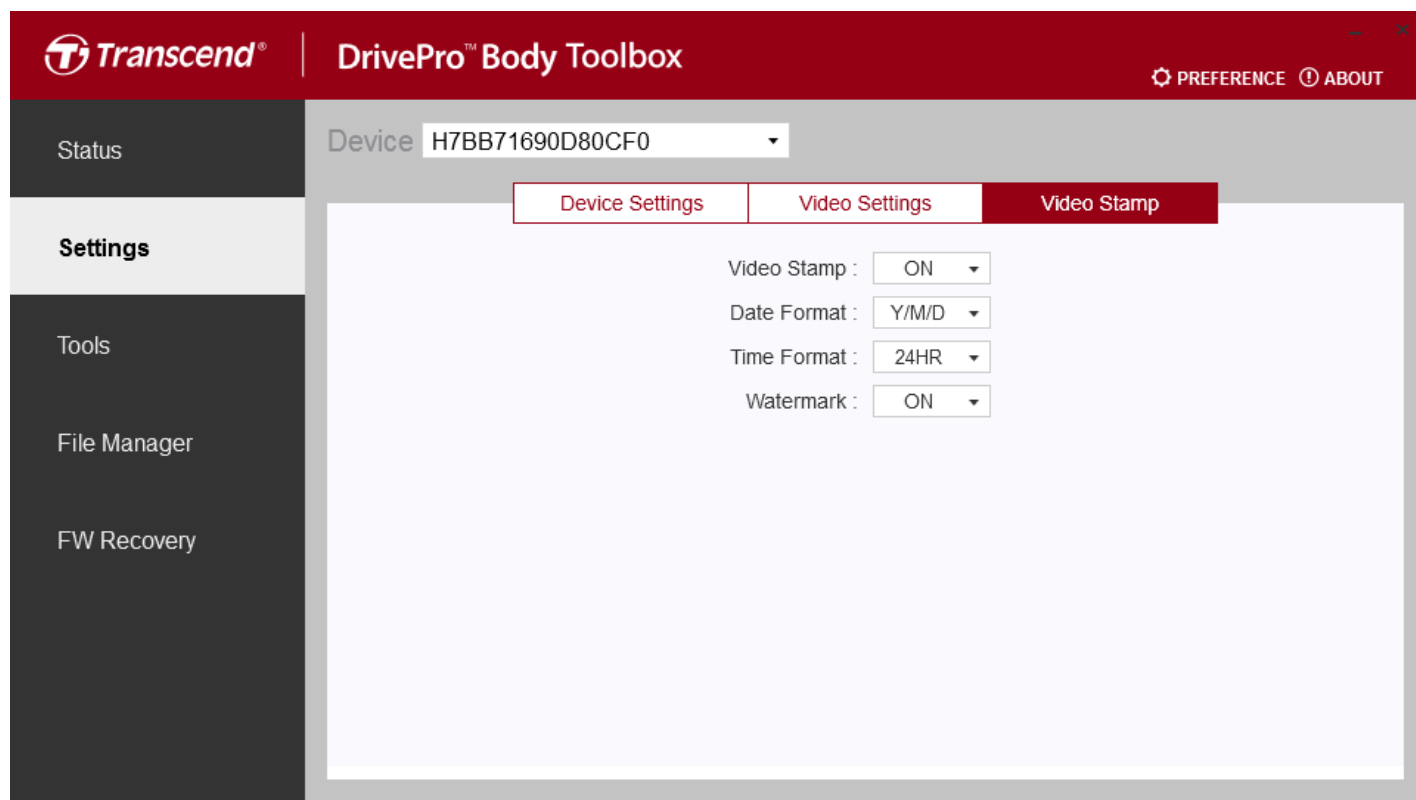 Transcend® DrivePro™ Body Toolbox
PREFERENCE ABOUT
Status
Settings
Tools
File Manager
FW Recovery
Device H7BB71690D80CF0
Device Settings Video Settings Video Stamp
Video Stamp : ON
Date Format : Y/M/D
Time Format : 24HR
Watermark : ON